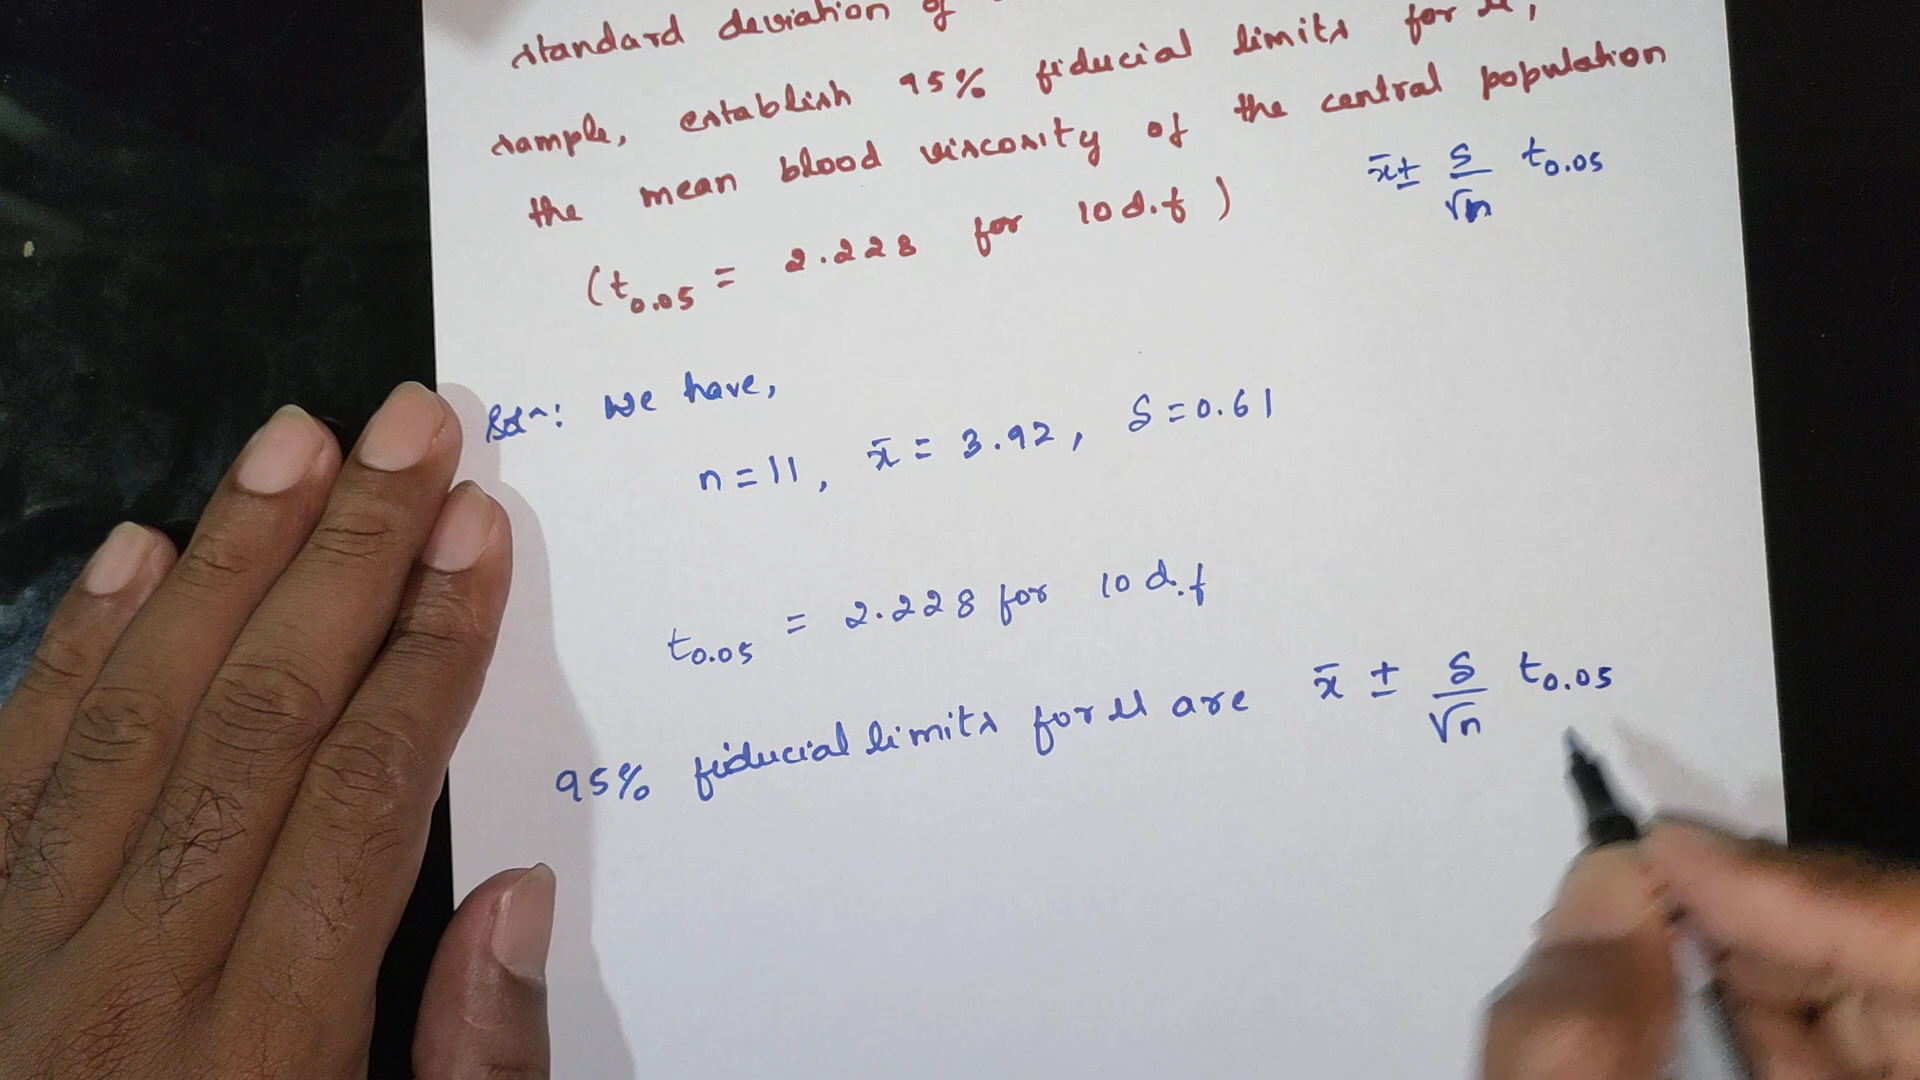 standard deviation of
sample, establish 95% fiducial limits for μ,
the mean blood viscosity of the central population
(t0.05 = 2.228 for 10 d.f)
x̄ ± S/√n t0.05
Solⁿ: We have,
n = 11, x̄ = 3.92, S = 0.61
t0.05 = 2.228 for 10 d.f
95% fiducial limits for μ are x̄ ± S/√n t0.05